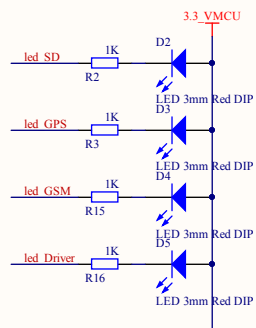 3.3_VMCU
led_SD 1K D2
R2
LED 3mm Red DIP
led_GPS 1K D3
R3
LED 3mm Red DIP
led_GSM 1K D4
R15
LED 3mm Red DIP
led_Driver 1K D5
R16
LED 3mm Red DIP